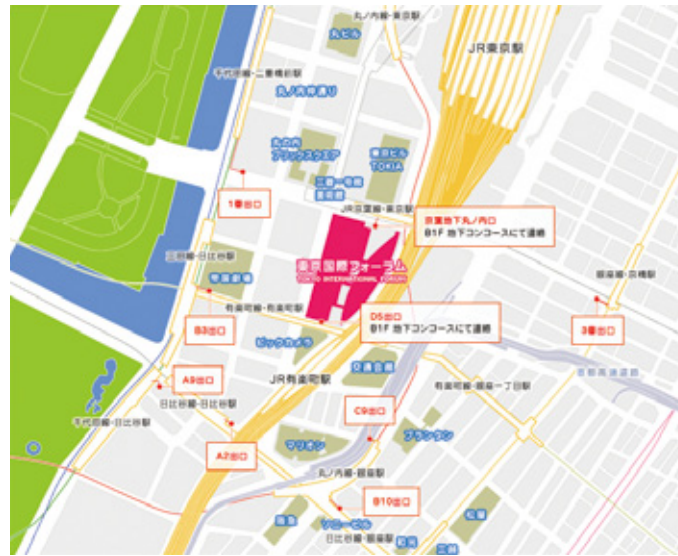 丸ノ内線・東京駅
丸ビル
JR東京駅
千代田線・二重橋前駅
丸ノ内仲通り
丸の内
ブリックスクエア
東京ビル
TOKIA
三菱一号館
美術館
1番出口
JR京葉線・東京駅
京葉地下丸ノ内口
B1F 地下コンコースにて連絡
三田線・日比谷駅
東京国際フォーラム
TOKYO INTERNATIONAL FORUM
帝国劇場
銀座線・京橋駅
有楽町線・有楽町駅
D5出口
B1F 地下コンコースにて連絡
B3出口
3番出口
ビックカメラ
交通会館
首都高速道路
A9出口
JR有楽町駅
有楽町線・銀座一丁目駅
日比谷線・日比谷駅
C9出口
千代田線・日比谷駅
マリオン
プランタン
A2出口
丸ノ内線・銀座駅
B10出口
阪急
ソニービル
松屋
日比谷線・銀座駅
和光
三越